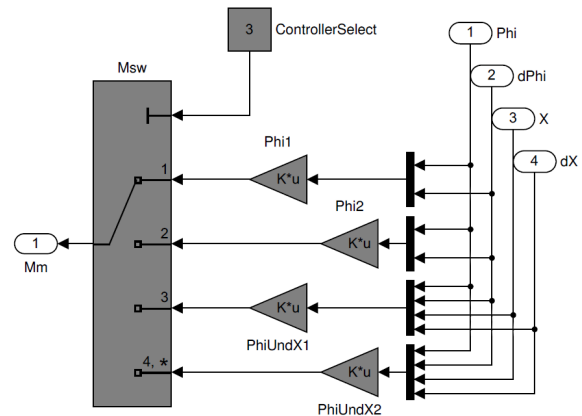 3 ControllerSelect
1 Phi
2 dPhi
3 X
4 dX
Msw
Phi1
1
K*u
Phi2
2
K*u
1
Mm
3
K*u
PhiUndX1
4, *
K*u
PhiUndX2